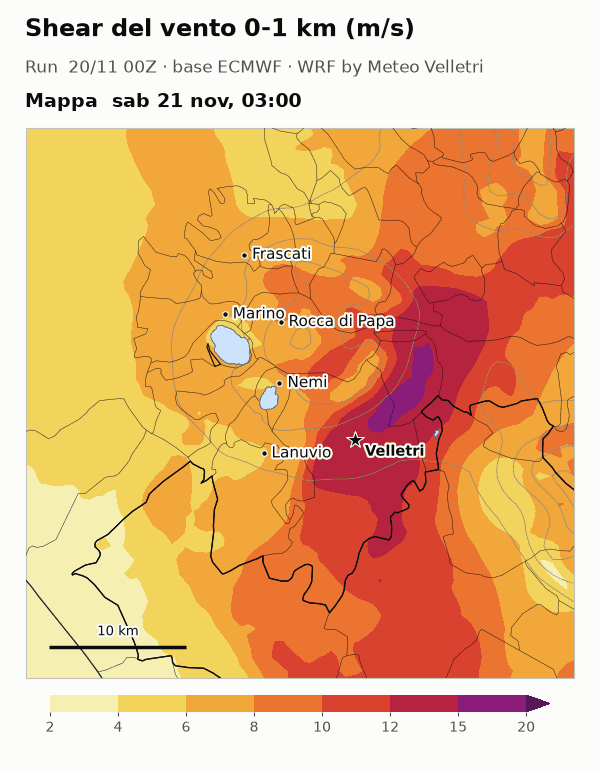 Shear del vento 0-1 km (m/s)
Run  20/11 00Z · base ECMWF · WRF by Meteo Velletri
Mappa  sab 21 nov, 03:00
Frascati
Marino
Rocca di Papa
Nemi
Velletri
Lanuvio
10 km
2 4 6 8 10 12 15 20